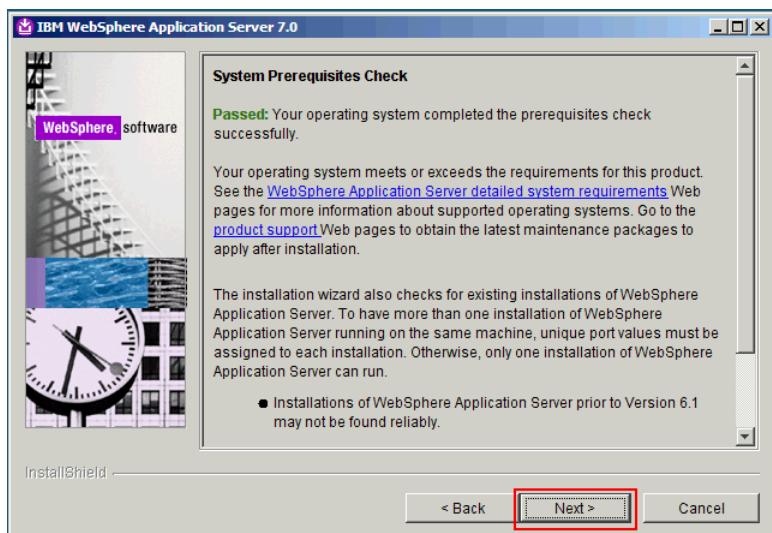 IBM WebSphere Application Server 7.0
WebSphere. software
System Prerequisites Check
Passed: Your operating system completed the prerequisites check
successfully.
Your operating system meets or exceeds the requirements for this product.
See the WebSphere Application Server detailed system requirements Web
pages for more information about supported operating systems. Go to the
product support Web pages to obtain the latest maintenance packages to
apply after installation.
The installation wizard also checks for existing installations of WebSphere
Application Server. To have more than one installation of WebSphere
Application Server running on the same machine, unique port values must be
assigned to each installation. Otherwise, only one installation of WebSphere
Application Server can run.
● Installations of WebSphere Application Server prior to Version 6.1
may not be found reliably.
InstallShield
< Back Next > Cancel